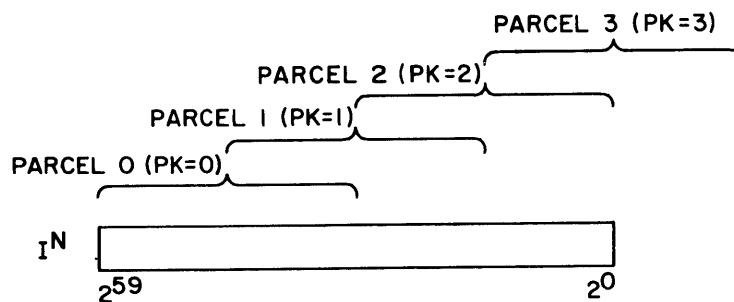 PARCEL 3 (PK=3)
PARCEL 2 (PK=2)
PARCEL 1 (PK=1)
PARCEL 0 (PK=0)
I^N
2^59 2^0